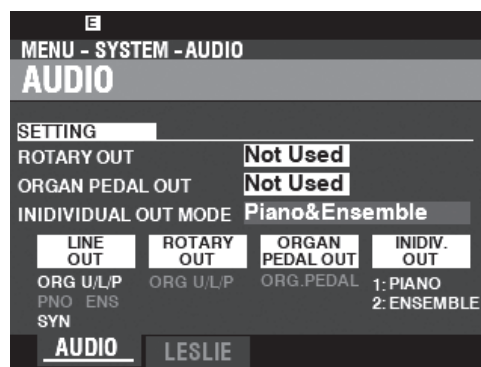 E
MENU - SYSTEM - AUDIO
AUDIO
SETTING
ROTARY OUT Not Used
ORGAN PEDAL OUT Not Used
INIDIVIDUAL OUT MODE Piano&Ensemble
LINE OUT ROTARY OUT ORGAN PEDAL OUT INIDIV. OUT
ORG U/L/P ORG U/L/P ORG.PEDAL 1: PIANO
PNO ENS 2: ENSEMBLE
SYN
AUDIO LESLIE